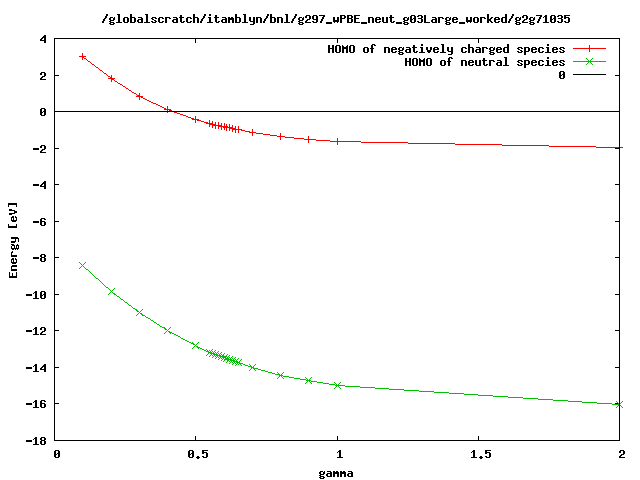 /globalscratch/itamblyn/bnl/g297_wPBE_neut_g03Large_worked/g2g71035
HOMO of negatively charged species
HOMO of neutral species
0
4
2
0
-2
-4
-6
-8
-10
-12
-14
-16
-18
Energy [eV]
0 0.5 1 1.5 2
gamma